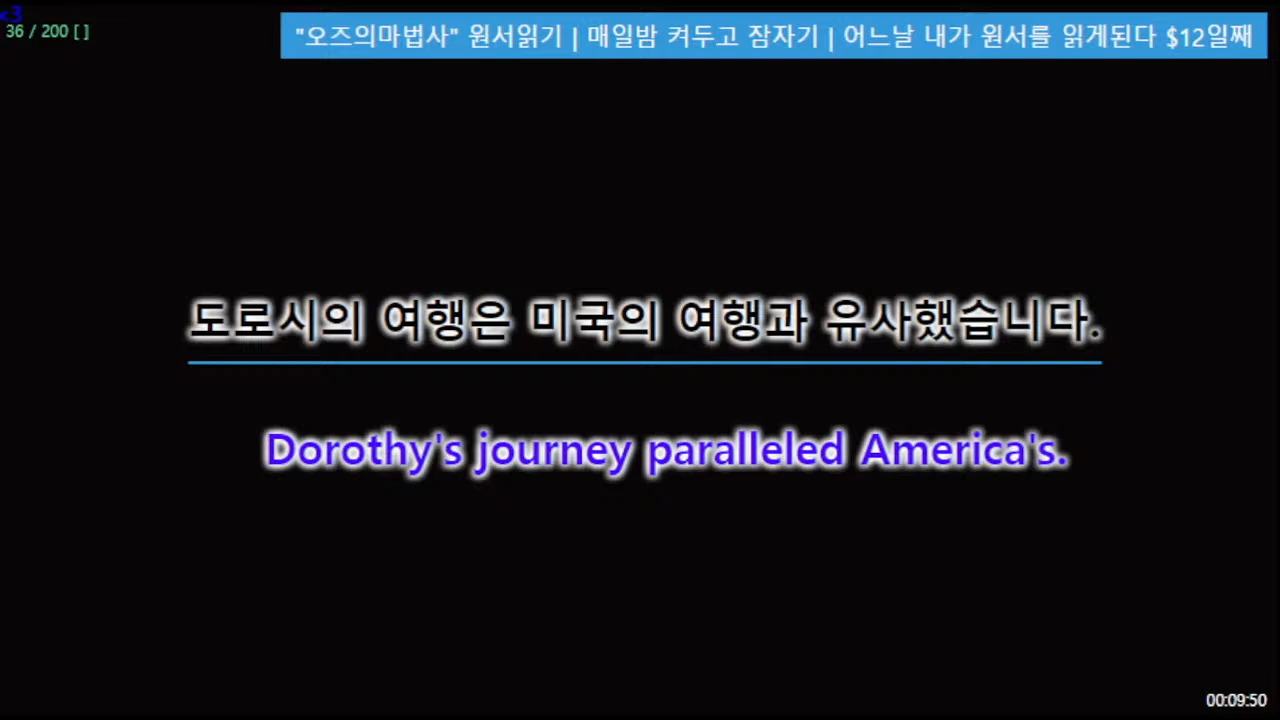 <3
36 / 200 [ ]
"오즈의마법사" 원서읽기 | 매일밤 켜두고 잠자기 | 어느날 내가 원서를 읽게된다 $12일째
도로시의 여행은 미국의 여행과 유사했습니다.
Dorothy's journey paralleled America's.
00:09:50